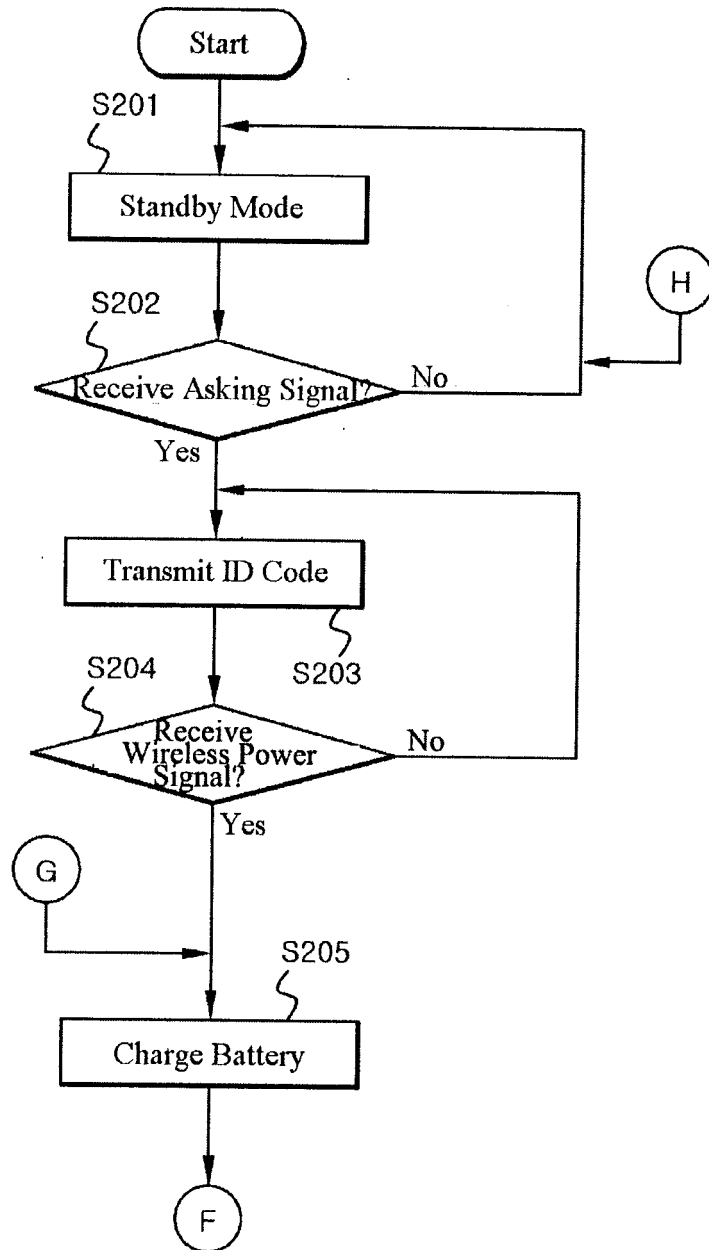 Start
S201
Standby Mode
H
S202
Receive Asking Signal?
No
Yes
Transmit ID Code
S203
S204
Receive
Wireless Power
Signal?
No
Yes
G
S205
Charge Battery
F